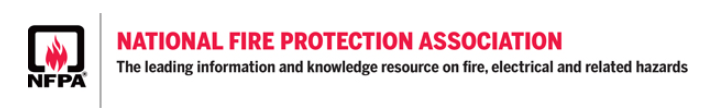 NFPA
NATIONAL FIRE PROTECTION ASSOCIATION
The leading information and knowledge resource on fire, electrical and related hazards